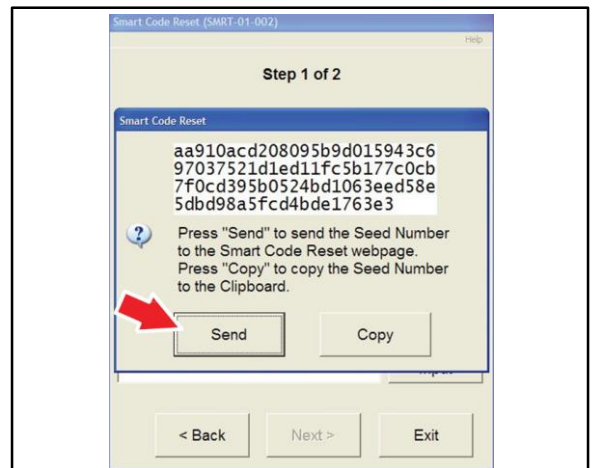 Smart Code Reset (SMRT-01-002)
Help
Step 1 of 2
Smart Code Reset
aa910acd208095b9d015943c6
97037521d1ed11fc5b177c0cb
7f0cd395b0524bd1063eed58e
5dbd98a5fcd4bde1763e3
Press "Send" to send the Seed Number
to the Smart Code Reset webpage.
Press "Copy" to copy the Seed Number
to the Clipboard.
Send
Copy
< Back
Next >
Exit